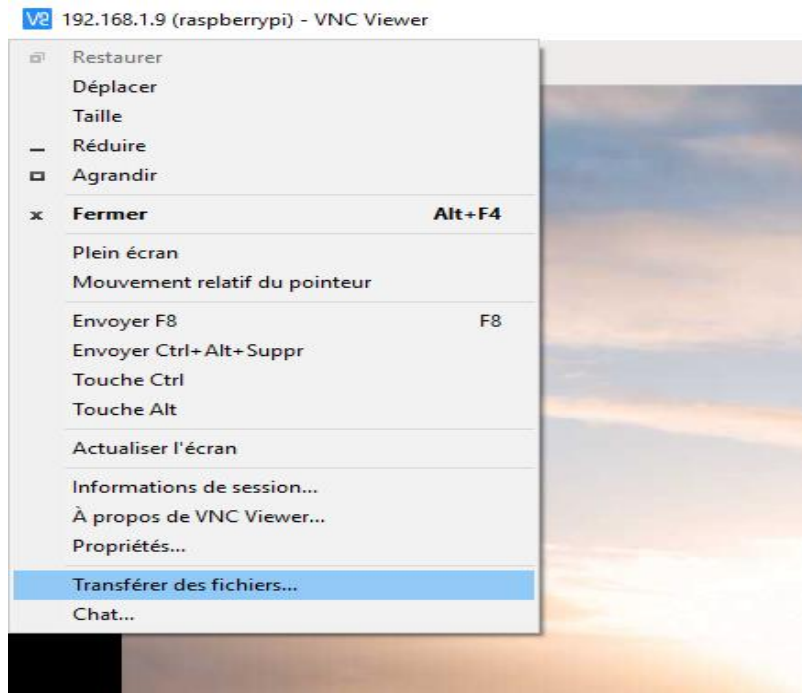 VNC 192.168.1.9 (raspberrypi) - VNC Viewer
Restaurer
Déplacer
Taille
Réduire
Agrandir
Fermer Alt+F4
Plein écran
Mouvement relatif du pointeur
Envoyer F8 F8
Envoyer Ctrl+Alt+Suppr
Touche Ctrl
Touche Alt
Actualiser l'écran
Informations de session...
À propos de VNC Viewer...
Propriétés...
Transférer des fichiers...
Chat...